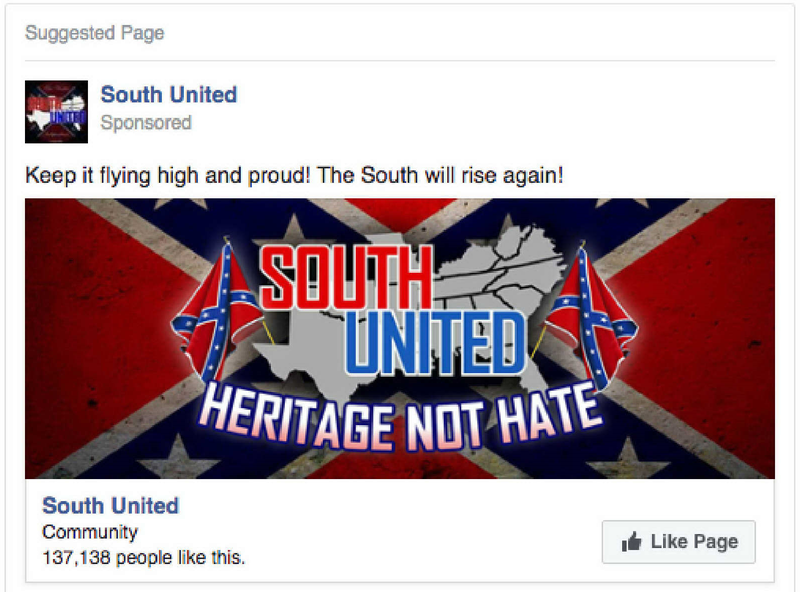 Suggested Page
South United
Sponsored
Keep it flying high and proud! The South will rise again!
SOUTH
UNITED
HERITAGE NOT HATE
South United
Community
137,138 people like this.
Like Page